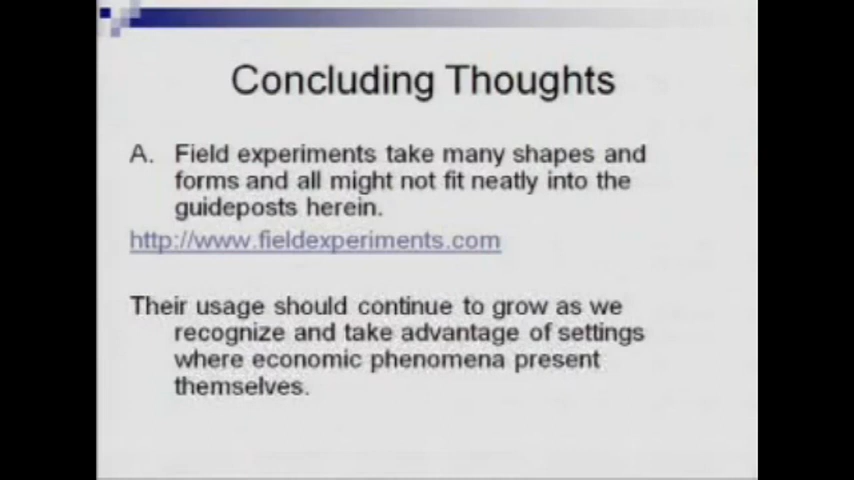 Concluding Thoughts
A. Field experiments take many shapes and
forms and all might not fit neatly into the
guideposts herein.
http://www.fieldexperiments.com
Their usage should continue to grow as we
recognize and take advantage of settings
where economic phenomena present
themselves.